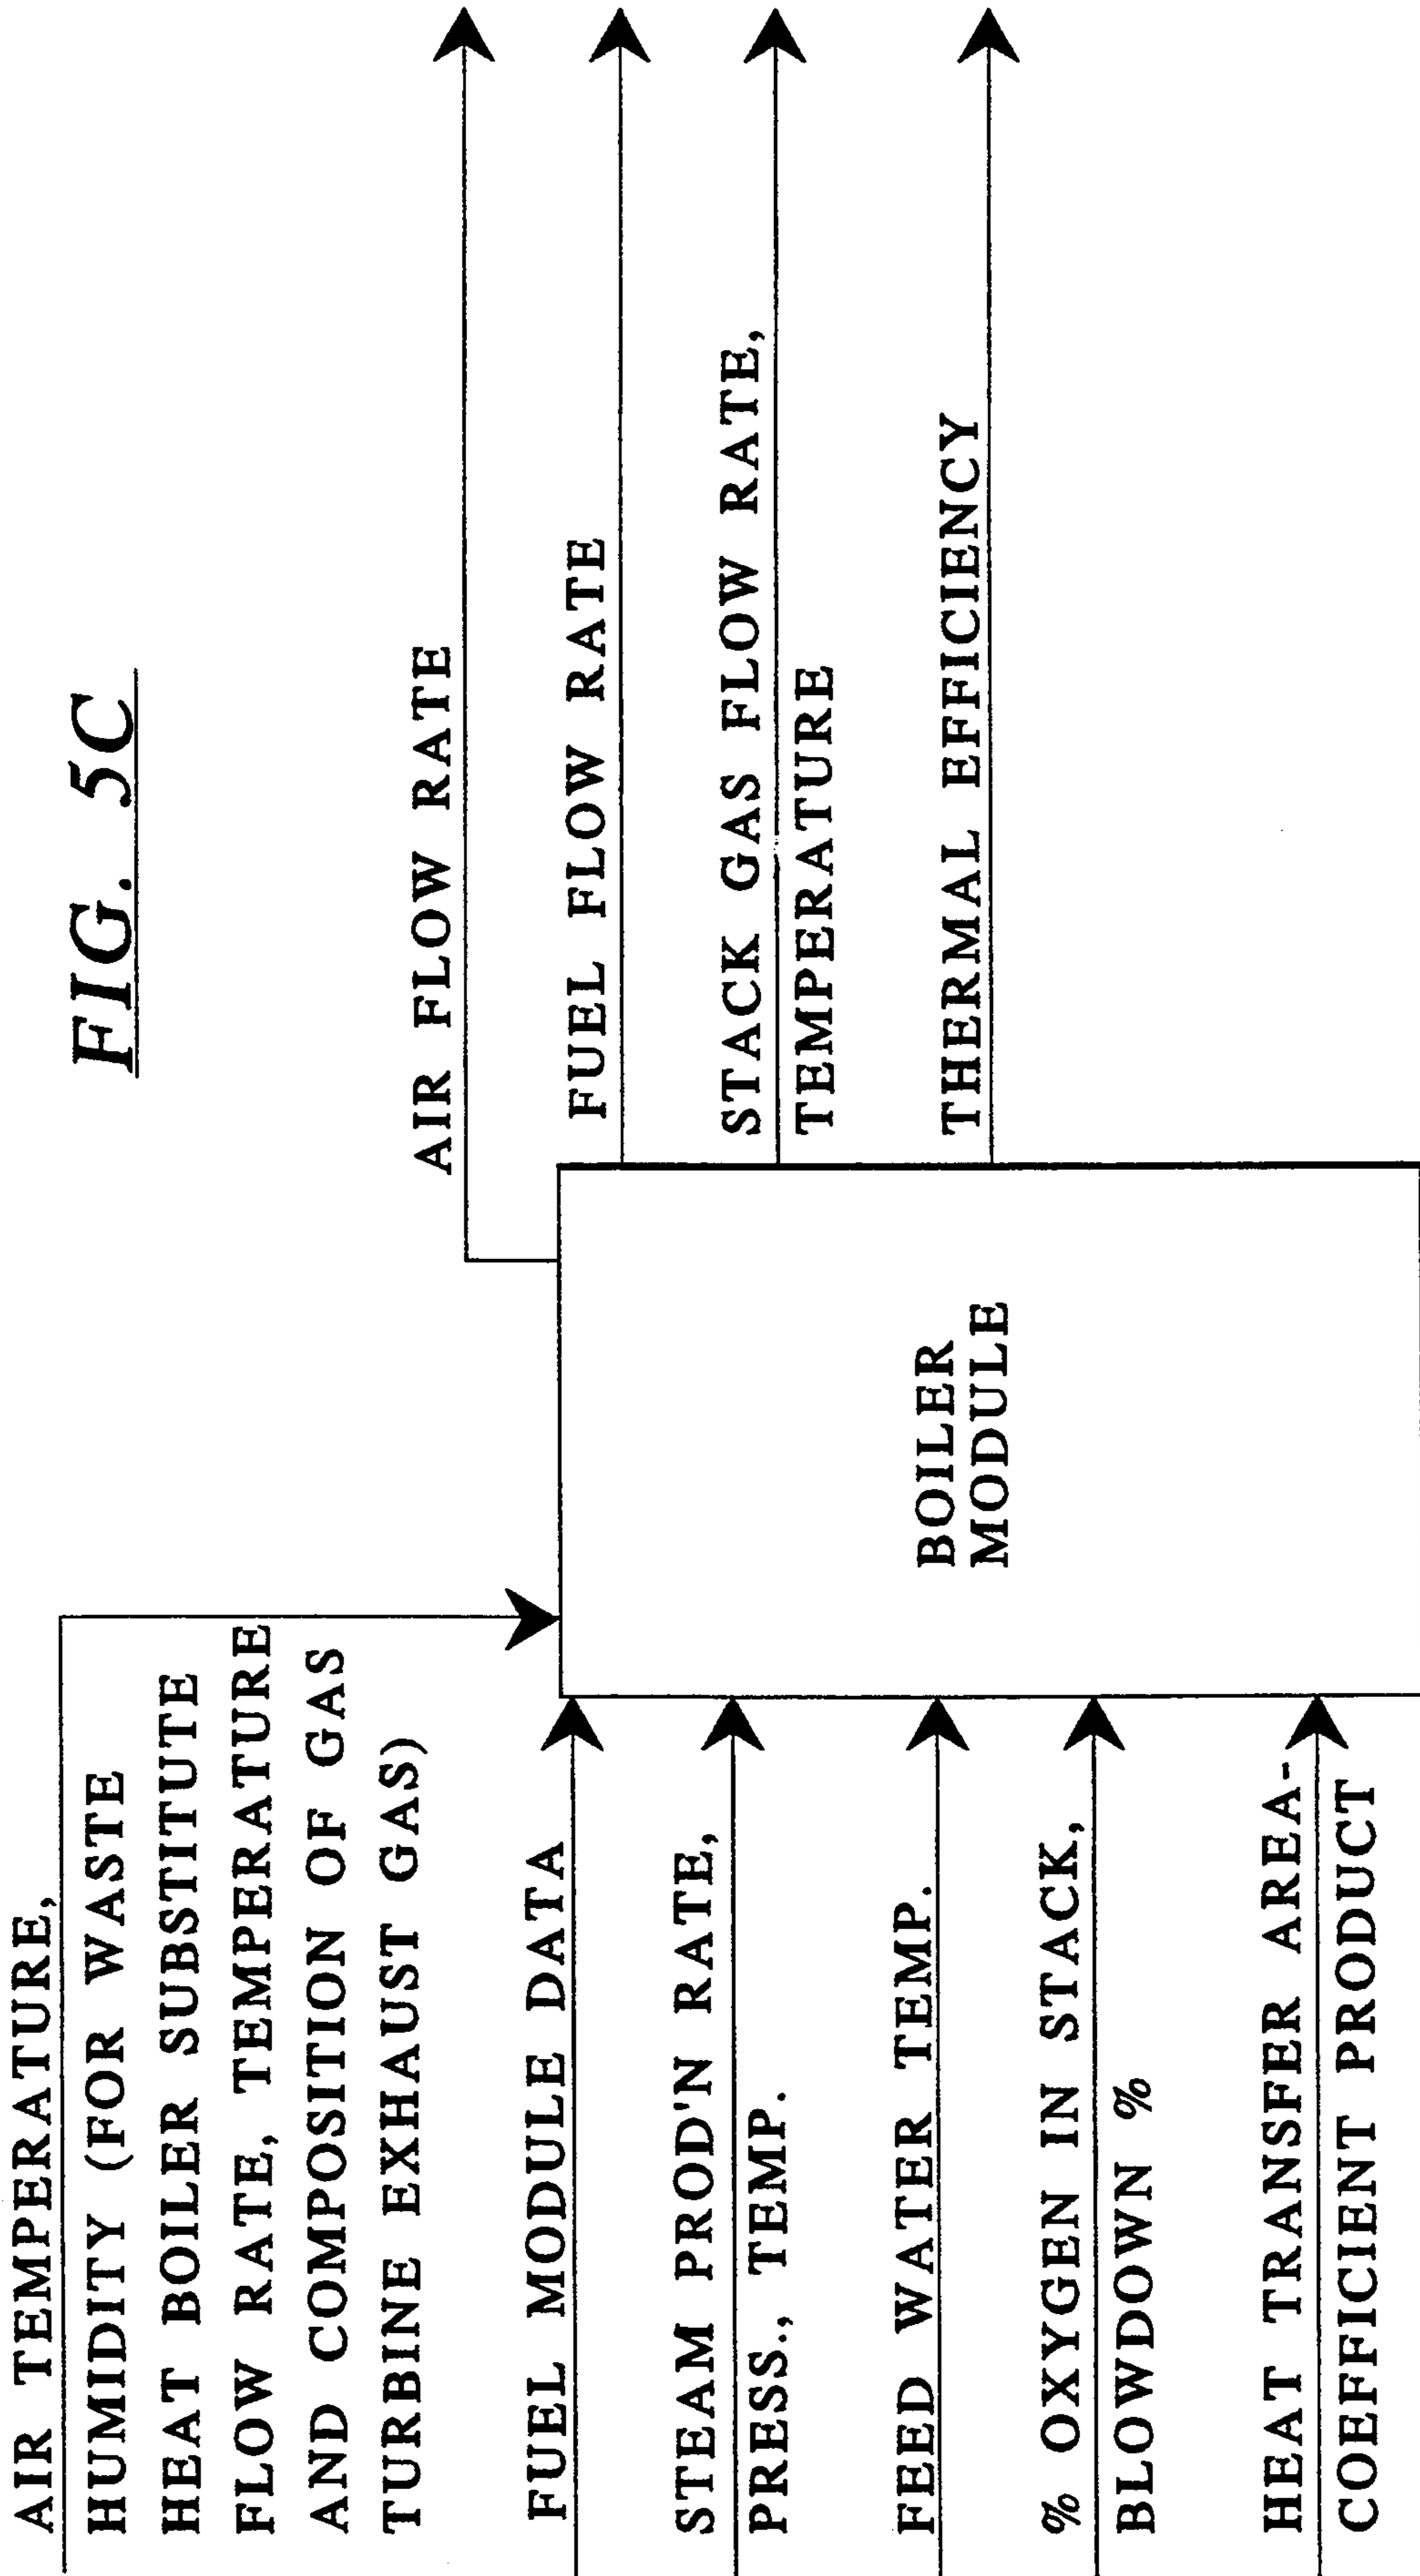 FIG. 5C
AIR TEMPERATURE,
HUMIDITY (FOR WASTE
HEAT BOILER SUBSTITUTE
FLOW RATE, TEMPERATURE
AND COMPOSITION OF GAS
TURBINE EXHAUST GAS)
FUEL MODULE DATA
STEAM PROD'N RATE,
PRESS., TEMP.
FEED WATER TEMP.
% OXYGEN IN STACK,
BLOWDOWN %
HEAT TRANSFER AREA-
COEFFICIENT PRODUCT
BOILER
MODULE
AIR FLOW RATE
FUEL FLOW RATE
STACK GAS FLOW RATE,
TEMPERATURE
THERMAL EFFICIENCY